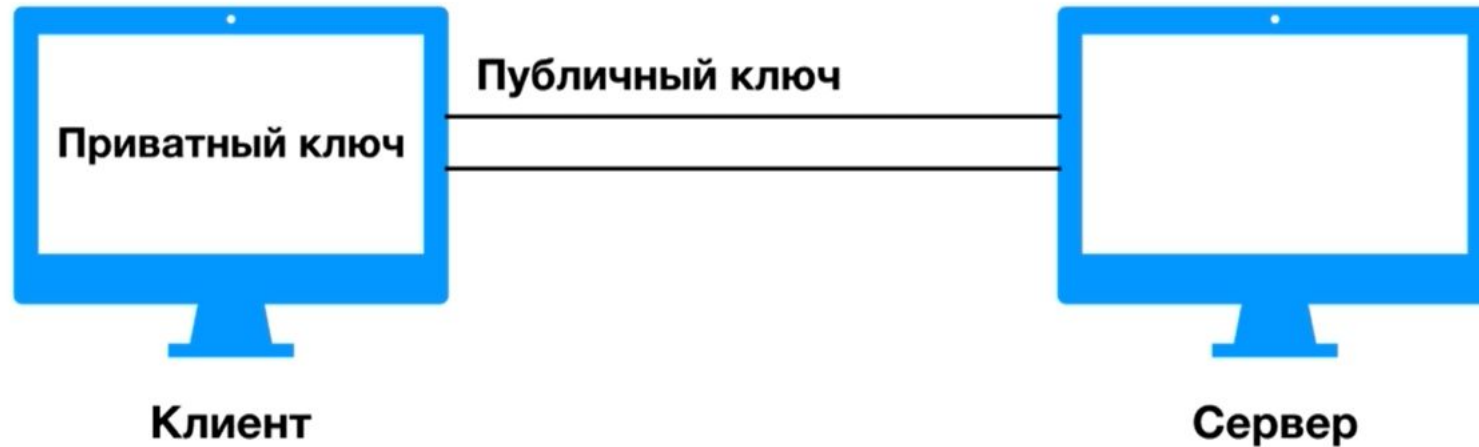 Публичный ключ
Приватный ключ
Клиент
Сервер